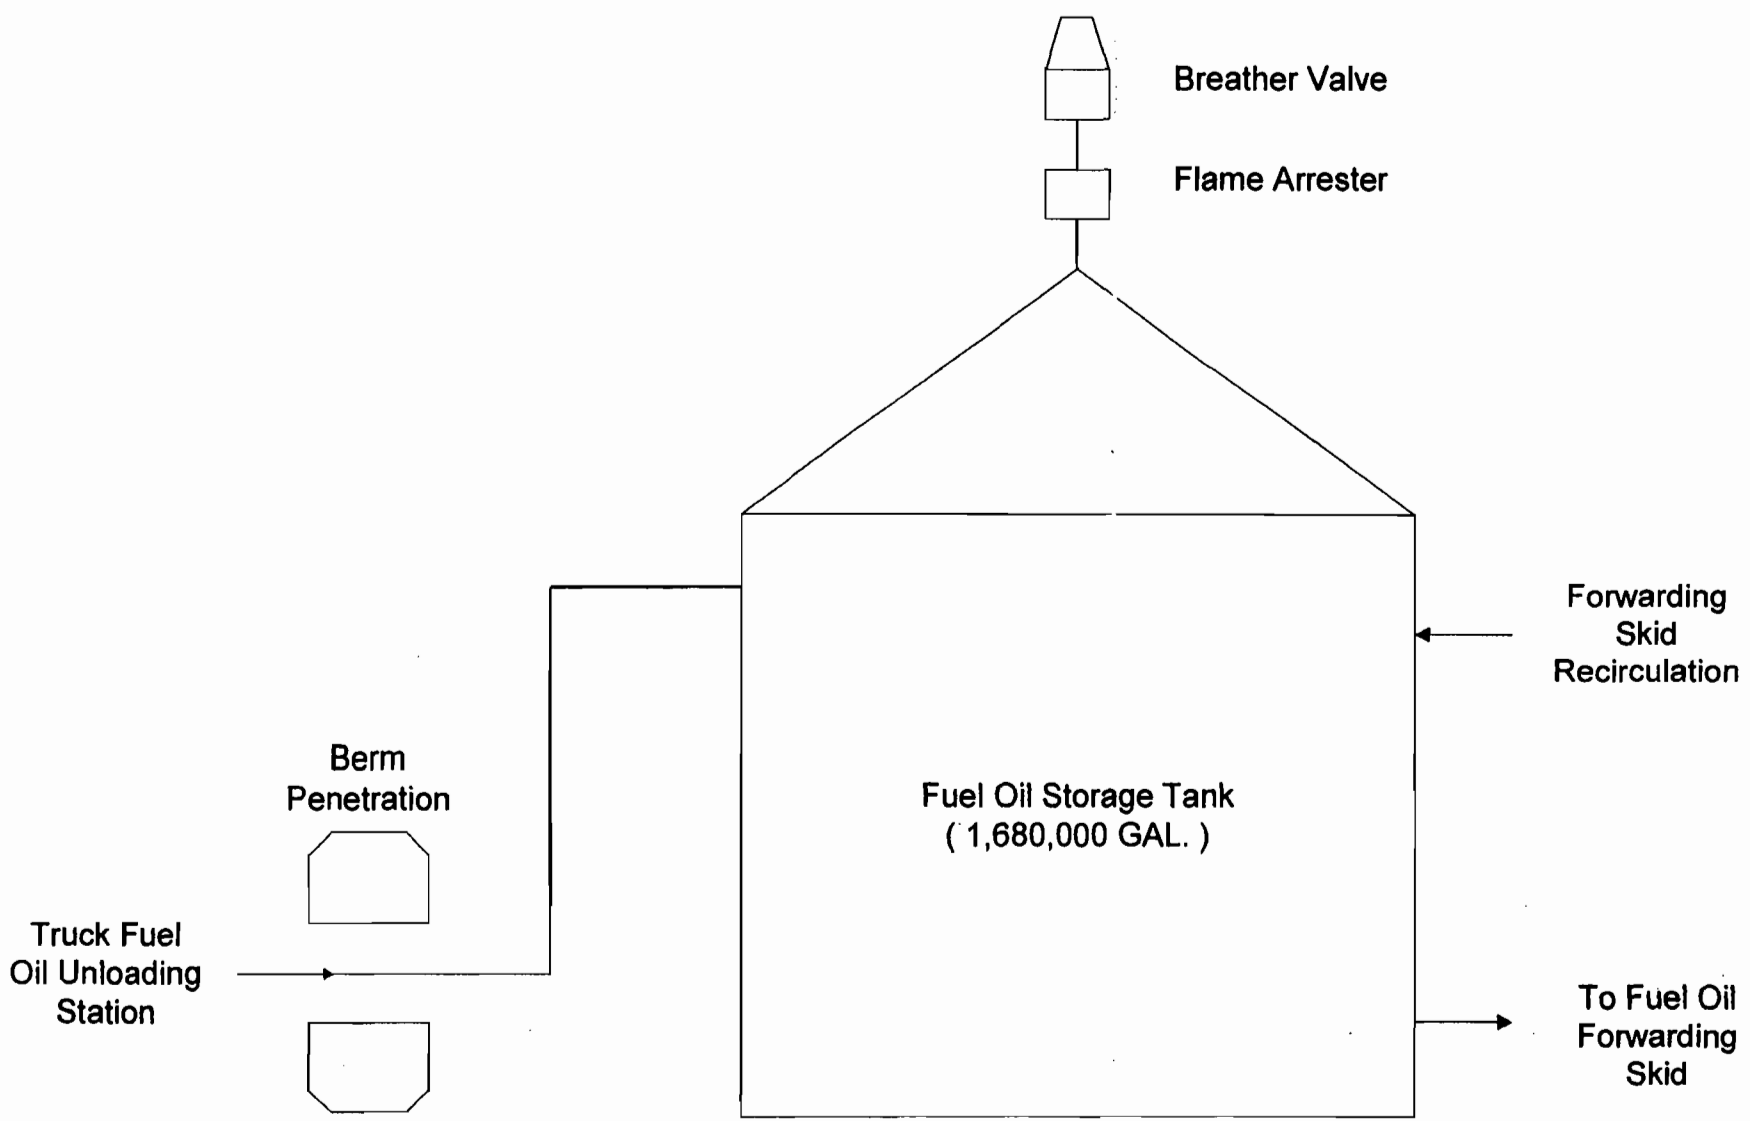 Breather Valve
Flame Arrester
Forwarding
Skid
Recirculation
Berm
Penetration
Fuel Oil Storage Tank
( 1,680,000 GAL. )
Truck Fuel
Oil Unloading
Station
To Fuel Oil
Forwarding
Skid